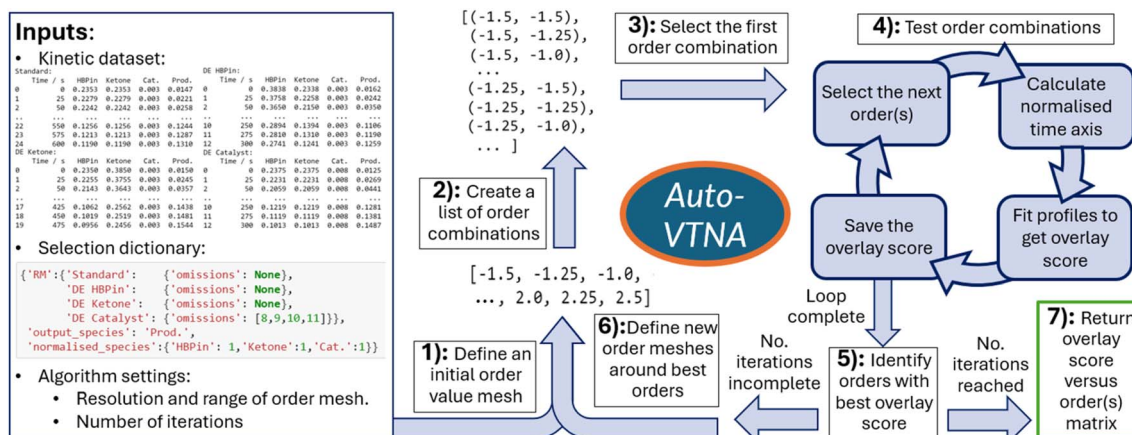 Inputs:
• Kinetic dataset:
Standard:
Time / s HBPin Ketone Cat. Prod.
0 0 0.2353 0.2353 0.003 0.0147
1 25 0.2279 0.2279 0.003 0.0221
2 50 0.2242 0.2242 0.003 0.0258
.. ... ... ... ... ...
22 550 0.1256 0.1256 0.003 0.1244
23 575 0.1213 0.1213 0.003 0.1287
24 600 0.1190 0.1190 0.003 0.1310
DE HBPin:
Time / s HBPin Ketone Cat. Prod.
0 0 0.3838 0.2338 0.003 0.0162
1 25 0.3758 0.2258 0.003 0.0242
2 50 0.3650 0.2150 0.003 0.0350
.. ... ... ... ... ...
10 250 0.2894 0.1394 0.003 0.1106
11 275 0.2810 0.1310 0.003 0.1190
12 300 0.2741 0.1241 0.003 0.1259
DE Ketone:
Time / s HBPin Ketone Cat. Prod.
0 0 0.2350 0.3850 0.003 0.0150
1 25 0.2255 0.3755 0.003 0.0245
2 50 0.2143 0.3643 0.003 0.0357
.. ... ... ... ... ...
17 425 0.1062 0.2562 0.003 0.1438
18 450 0.1019 0.2519 0.003 0.1481
19 475 0.0956 0.2456 0.003 0.1544
DE Catalyst:
Time / s HBPin Ketone Cat. Prod.
0 0 0.2375 0.2375 0.008 0.0125
1 25 0.2231 0.2231 0.008 0.0269
2 50 0.2059 0.2059 0.008 0.0441
.. ... ... ... ... ...
10 250 0.1219 0.1219 0.008 0.1281
11 275 0.1119 0.1119 0.008 0.1381
12 300 0.1013 0.1013 0.008 0.1487
• Selection dictionary:
{'RM':{'Standard': {'omissions': None},
'DE HBPin': {'omissions': None},
'DE Ketone': {'omissions': None},
'DE Catalyst': {'omissions': [8,9,10,11]}},
'output_species': 'Prod.',
'normalised_species':{'HBPin': 1,'Ketone':1,'Cat.':1}}
• Algorithm settings:
• Resolution and range of order mesh.
• Number of iterations
1): Define an
initial order
value mesh
[-1.5, -1.25, -1.0, .
..., 2.0, 2.25, 2.5]
2): Create a
list of order
combinations
[(-1.5, -1.5),
(-1.5, -1.25),
(-1.5, -1.0),
...
(-1.25, -1.5),
(-1.25, -1.25),
(-1.25, -1.0),
... ]
3): Select the first
order combination
Auto-
VTNA
4): Test order combinations
Select the next
order(s)
Calculate
normalised
time axis
Fit profiles to
get overlay
score
Save the
overlay score
Loop
complete
5): Identify
orders with
best overlay
score
No.
iterations
incomplete
6):Define new
order meshes
around best
orders
No.
iterations
reached
7): Return
overlay
score
versus
order(s)
matrix